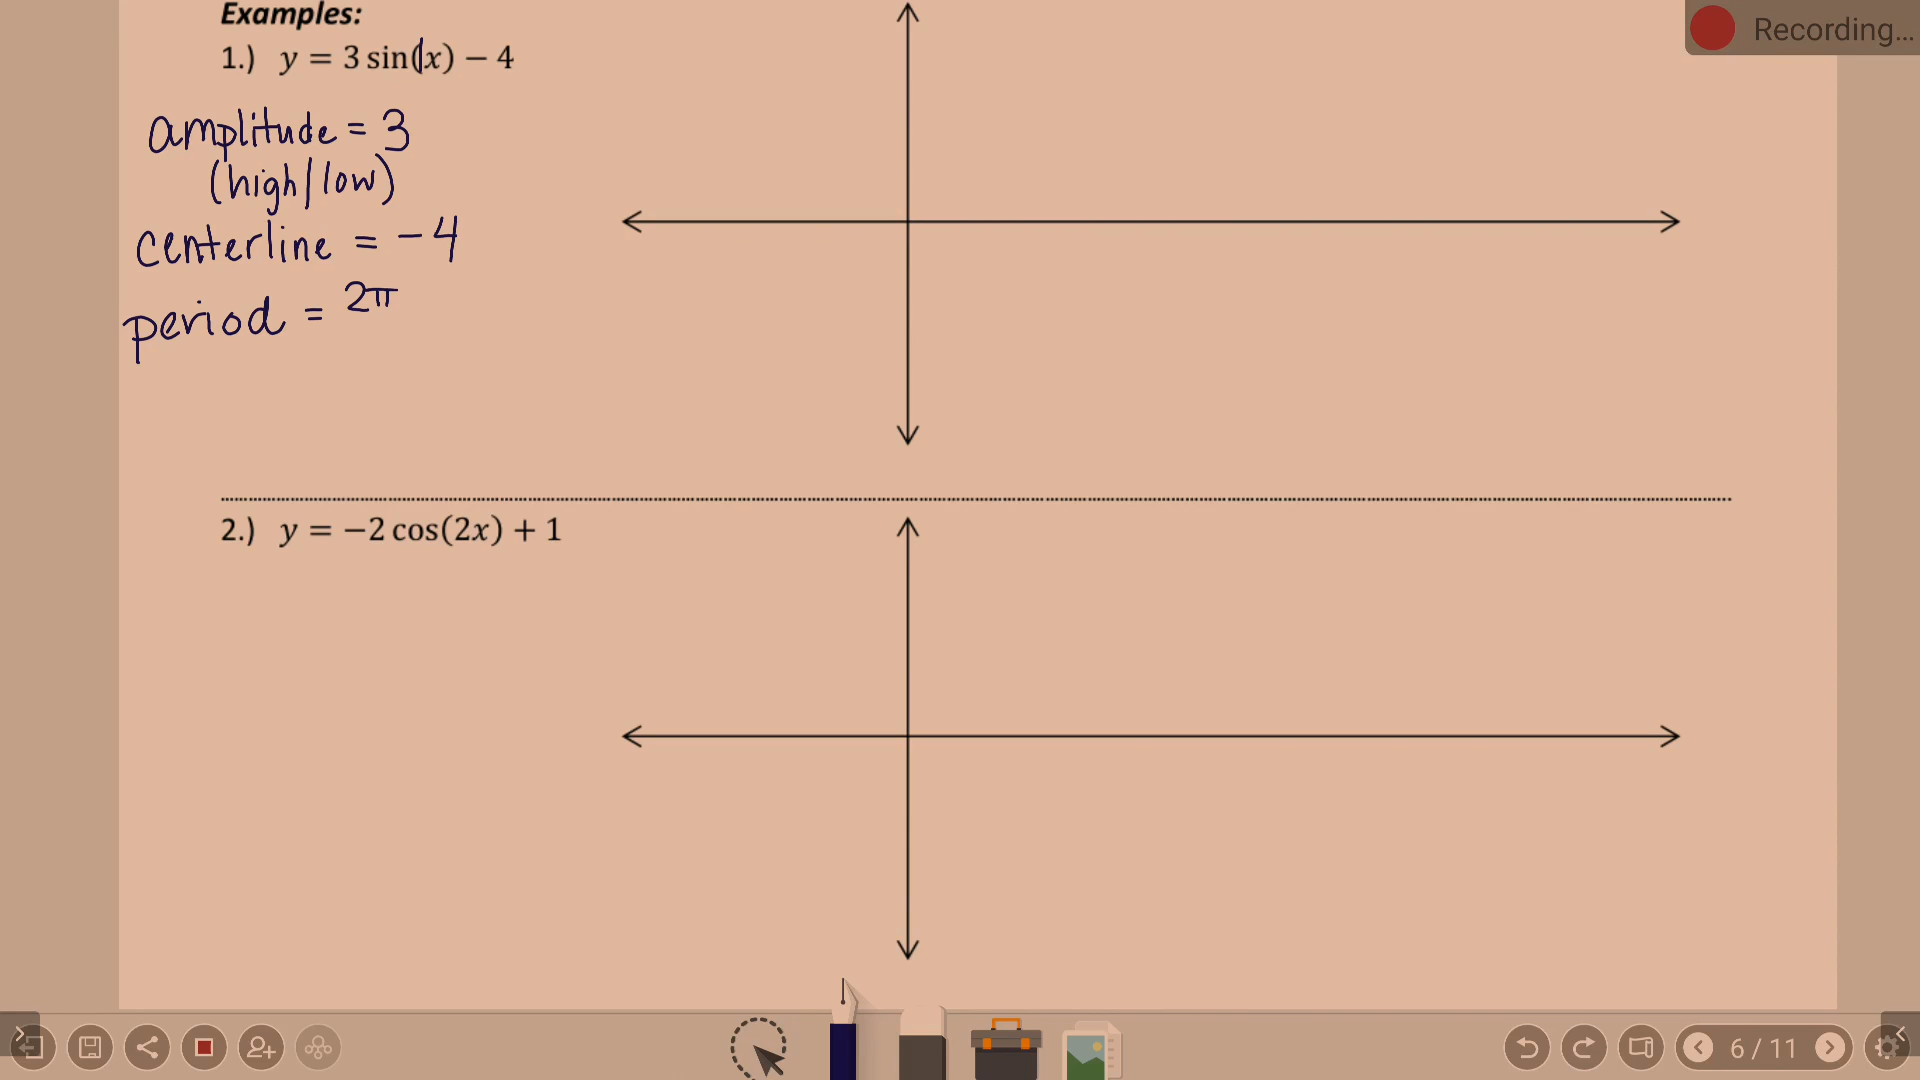 Examples:
1.) y = 3 sin(1x) − 4
amplitude = 3
(high/low)
centerline = -4
period = 2π
2.) y = −2 cos(2x) + 1
Recording...
6 / 11